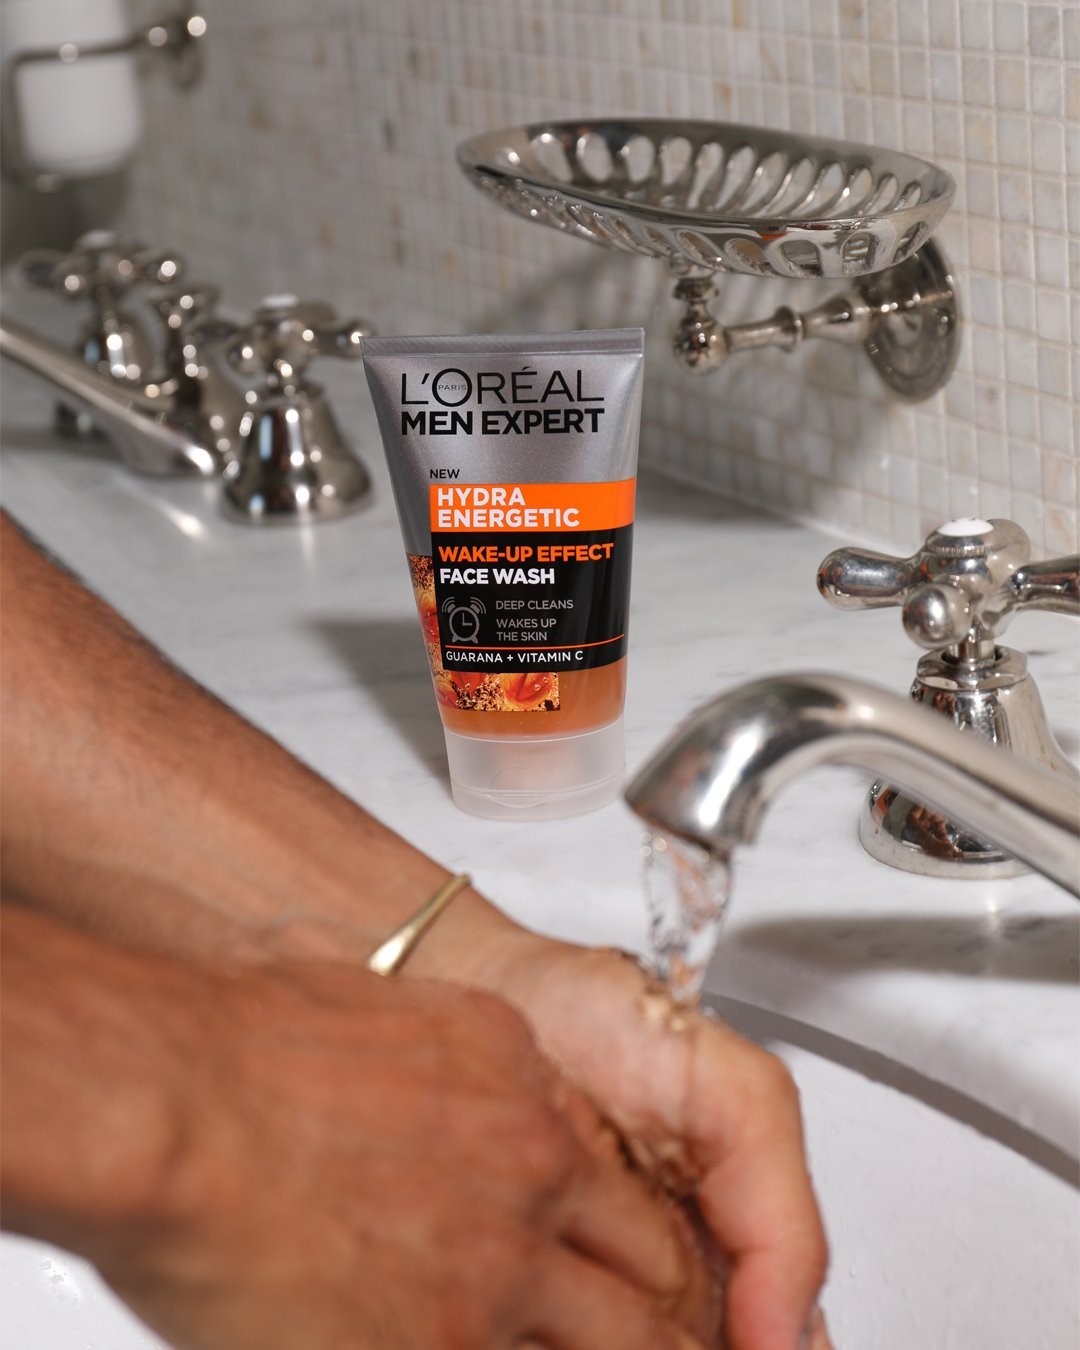 L'ORÉAL
PARIS
MEN EXPERT
NEW
HYDRA
ENERGETIC
WAKE-UP EFFECT
FACE WASH
DEEP CLEANS
WAKES UP
THE SKIN
GUARANA + VITAMIN C